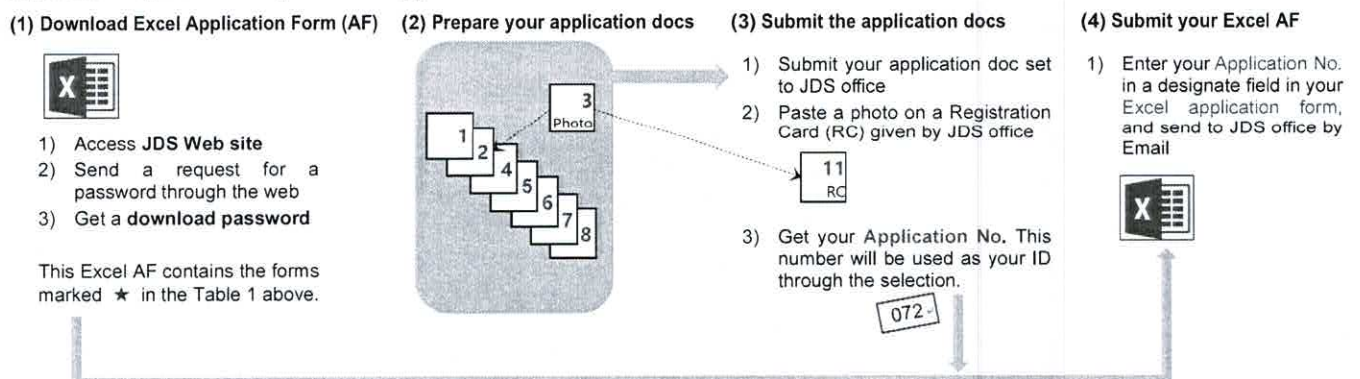 (1) Download Excel Application Form (AF)
X
1) Access JDS Web site
2) Send a request for a
password through the web
3) Get a download password
This Excel AF contains the forms
marked ★ in the Table 1 above.
(2) Prepare your application docs
3
Photo
1
2
4
5
6
7
8
(3) Submit the application docs
1) Submit your application doc set
to JDS office
2) Paste a photo on a Registration
Card (RC) given by JDS office
11
RC
3) Get your Application No. This
number will be used as your ID
through the selection.
072-
(4) Submit your Excel AF
1) Enter your Application No.
in a designate field in your
Excel application form,
and send to JDS office by
Email
X